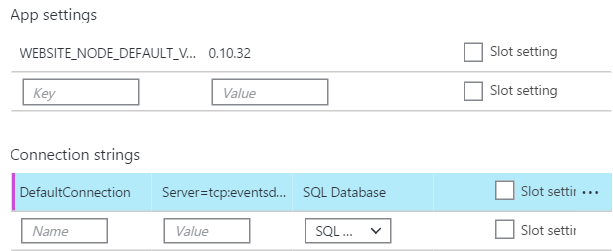 App settings
WEBSITE_NODE_DEFAULT_V... 0.10.32 Slot setting
Key Value Slot setting
Connection strings
DefaultConnection Server=tcp:eventsd... SQL Database Slot settir ...
Name Value SQL ... Slot settir